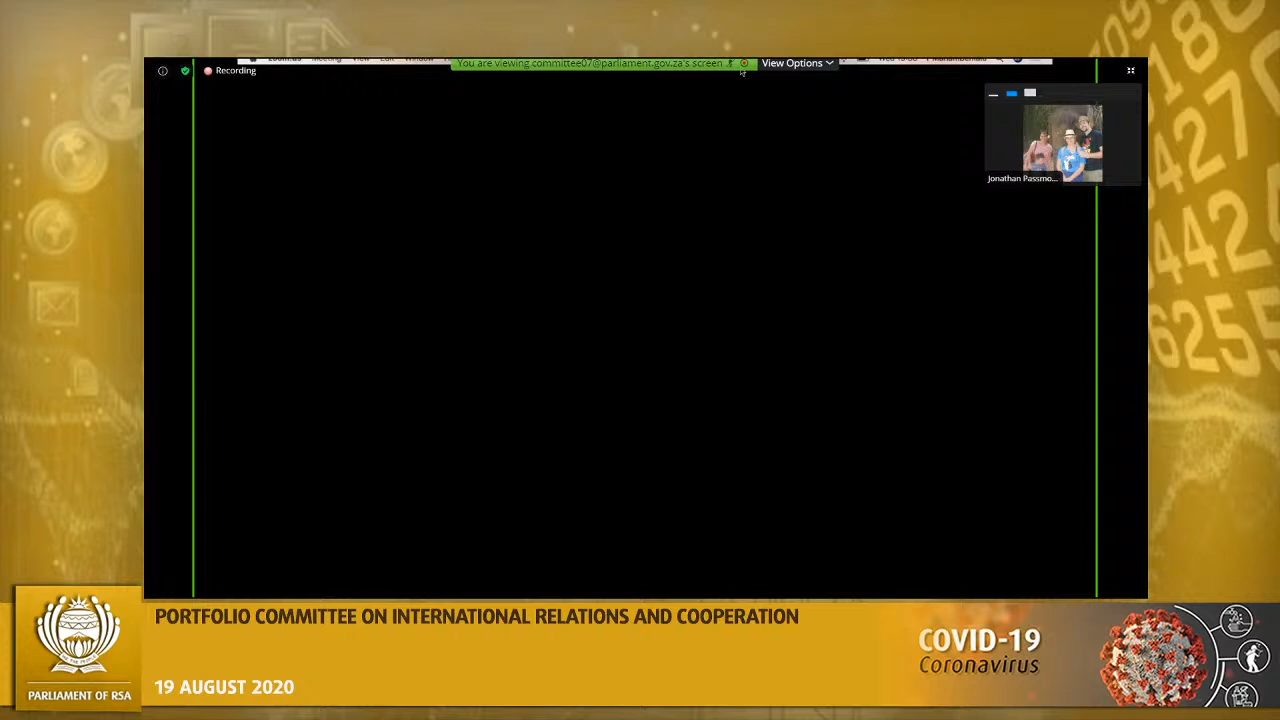 Recording
You are viewing committee07@parliament.gov.za's screen
View Options
Jonathan Passmo...
PORTFOLIO COMMITTEE ON INTERNATIONAL RELATIONS AND COOPERATION
COVID-19
Coronavirus
PARLIAMENT OF RSA
19 AUGUST 2020